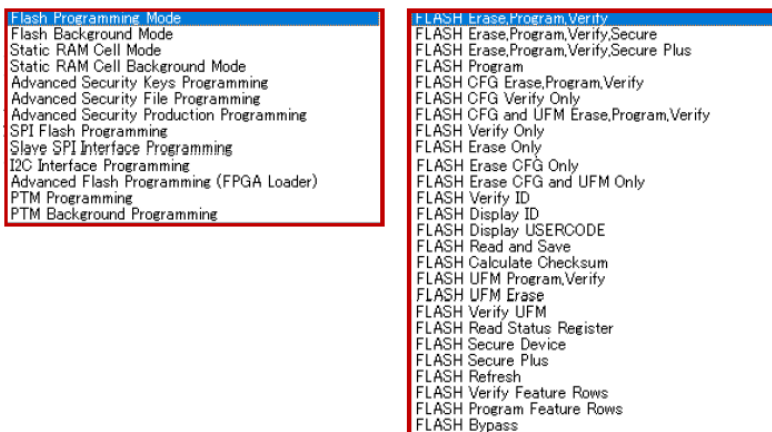 Flash Programming Mode
Flash Background Mode
Static RAM Cell Mode
Static RAM Cell Background Mode
Advanced Security Keys Programming
Advanced Security File Programming
Advanced Security Production Programming
SPI Flash Programming
Slave SPI Interface Programming
I2C Interface Programming
Advanced Flash Programming (FPGA Loader)
PTM Programming
PTM Background Programming
FLASH Erase,Program,Verify
FLASH Erase,Program,Verify,Secure
FLASH Erase,Program,Verify,Secure Plus
FLASH Program
FLASH CFG Erase,Program,Verify
FLASH CFG Verify Only
FLASH CFG and UFM Erase,Program,Verify
FLASH Verify Only
FLASH Erase Only
FLASH Erase CFG Only
FLASH Erase CFG and UFM Only
FLASH Verify ID
FLASH Display ID
FLASH Display USERCODE
FLASH Read and Save
FLASH Calculate Checksum
FLASH UFM Program,Verify
FLASH UFM Erase
FLASH Verify UFM
FLASH Read Status Register
FLASH Secure Device
FLASH Secure Plus
FLASH Refresh
FLASH Verify Feature Rows
FLASH Program Feature Rows
FLASH Bypass